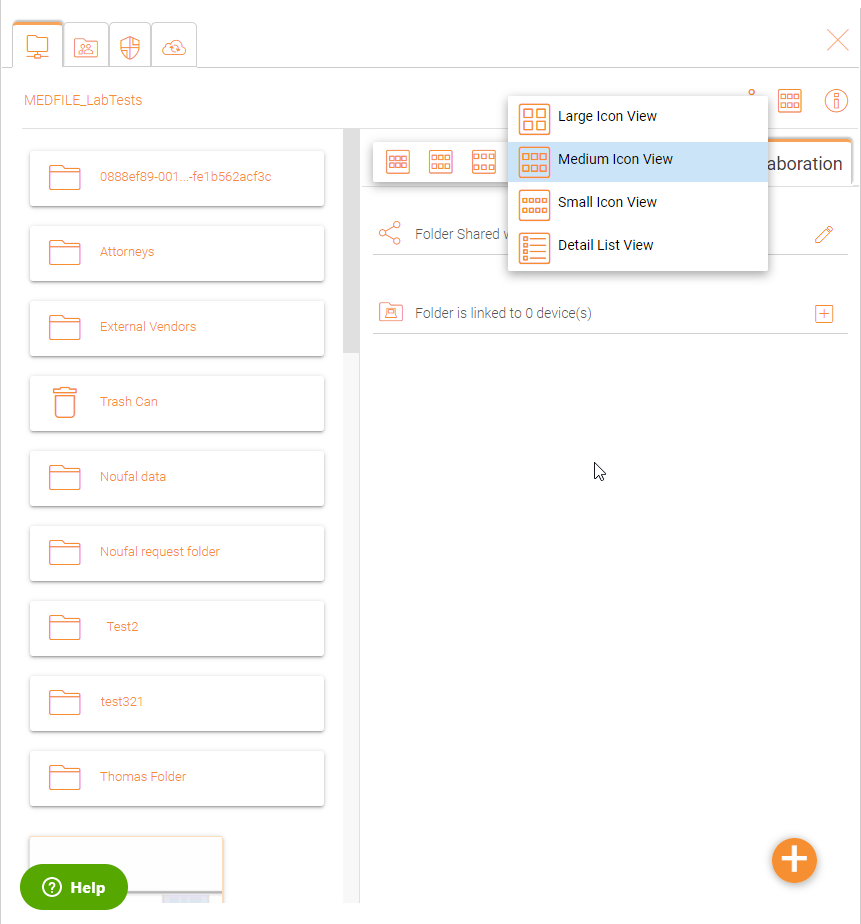 MEDFILE_LabTests
0888ef89-001...-fe1b562acf3c
Attorneys
External Vendors
Trash Can
Noufal data
Noufal request folder
Test2
test321
Thomas Folder
Help
Large Icon View
Medium Icon View
Small Icon View
Detail List View
aboration
Folder Shared w
Folder is linked to 0 device(s)